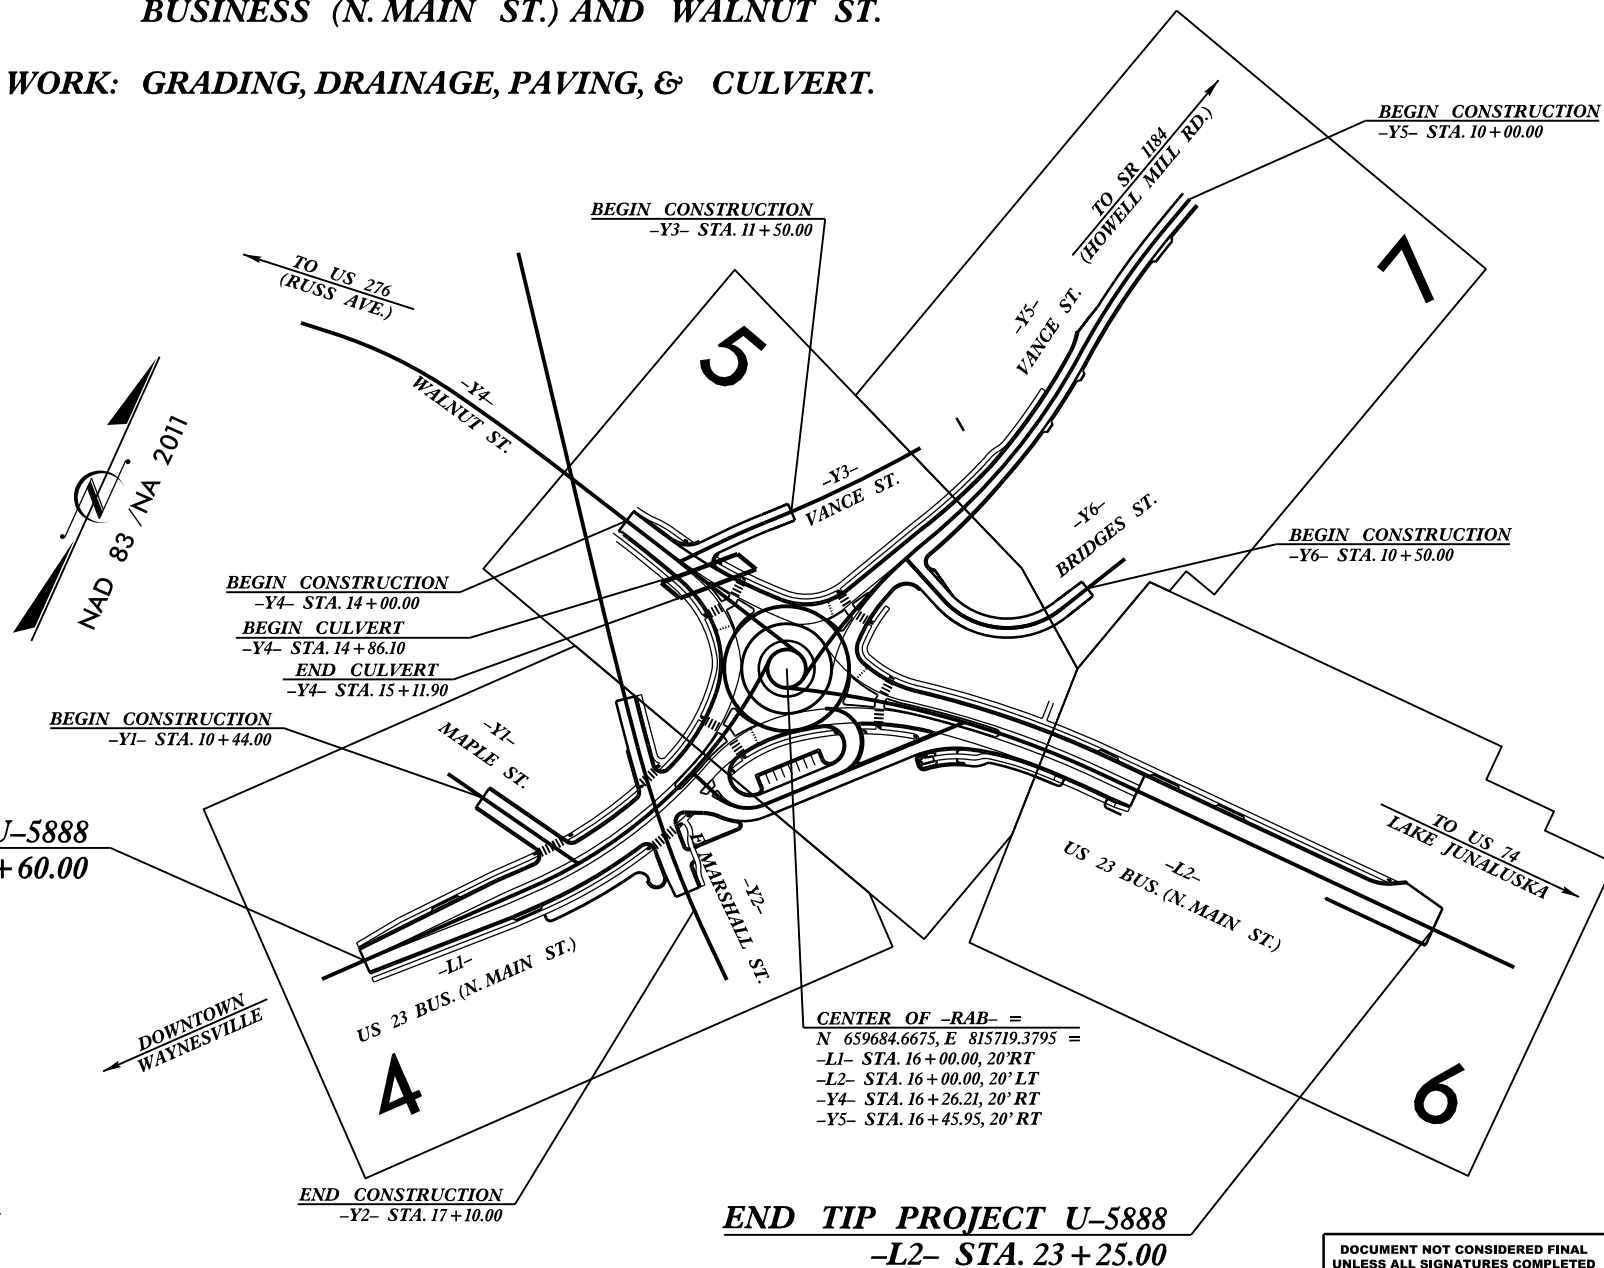 BUSINESS (N. MAIN ST.) AND WALNUT ST.
WORK: GRADING, DRAINAGE, PAVING, & CULVERT.
BEGIN CONSTRUCTION
–Y5– STA. 10+00.00
TO SR 1184
(HOWELL MILL RD.)
BEGIN CONSTRUCTION
–Y3– STA. 11+50.00
7
TO US 276
(RUSS AVE.)
–Y5–
VANCE ST.
5
–Y4–
WALNUT ST.
NAD 83 /NA 2011
N
–Y3–
VANCE ST.
–Y6–
BRIDGES ST.
BEGIN CONSTRUCTION
–Y6– STA. 10+50.00
BEGIN CONSTRUCTION
–Y4– STA. 14+00.00
BEGIN CULVERT
–Y4– STA. 14+86.10
END CULVERT
–Y4– STA. 15+11.90
BEGIN CONSTRUCTION
–Y1– STA. 10+44.00
–Y1–
MAPLE ST.
U–5888
+60.00
TO US 74
LAKE JUNALUSKA
–L2–
US 23 BUS. (N. MAIN ST.)
–Y2–
E MARSHALL ST.
–L1–
US 23 BUS. (N. MAIN ST.)
DOWNTOWN
WAYNESVILLE
4
6
CENTER OF –RAB– =
N 659684.6675, E 815719.3795 =
–L1– STA. 16+00.00, 20'RT
–L2– STA. 16+00.00, 20' LT
–Y4– STA. 16+26.21, 20' RT
–Y5– STA. 16+45.95, 20' RT
END CONSTRUCTION
–Y2– STA. 17+10.00
END TIP PROJECT U–5888
–L2– STA. 23+25.00
DOCUMENT NOT CONSIDERED FINAL
UNLESS ALL SIGNATURES COMPLETED